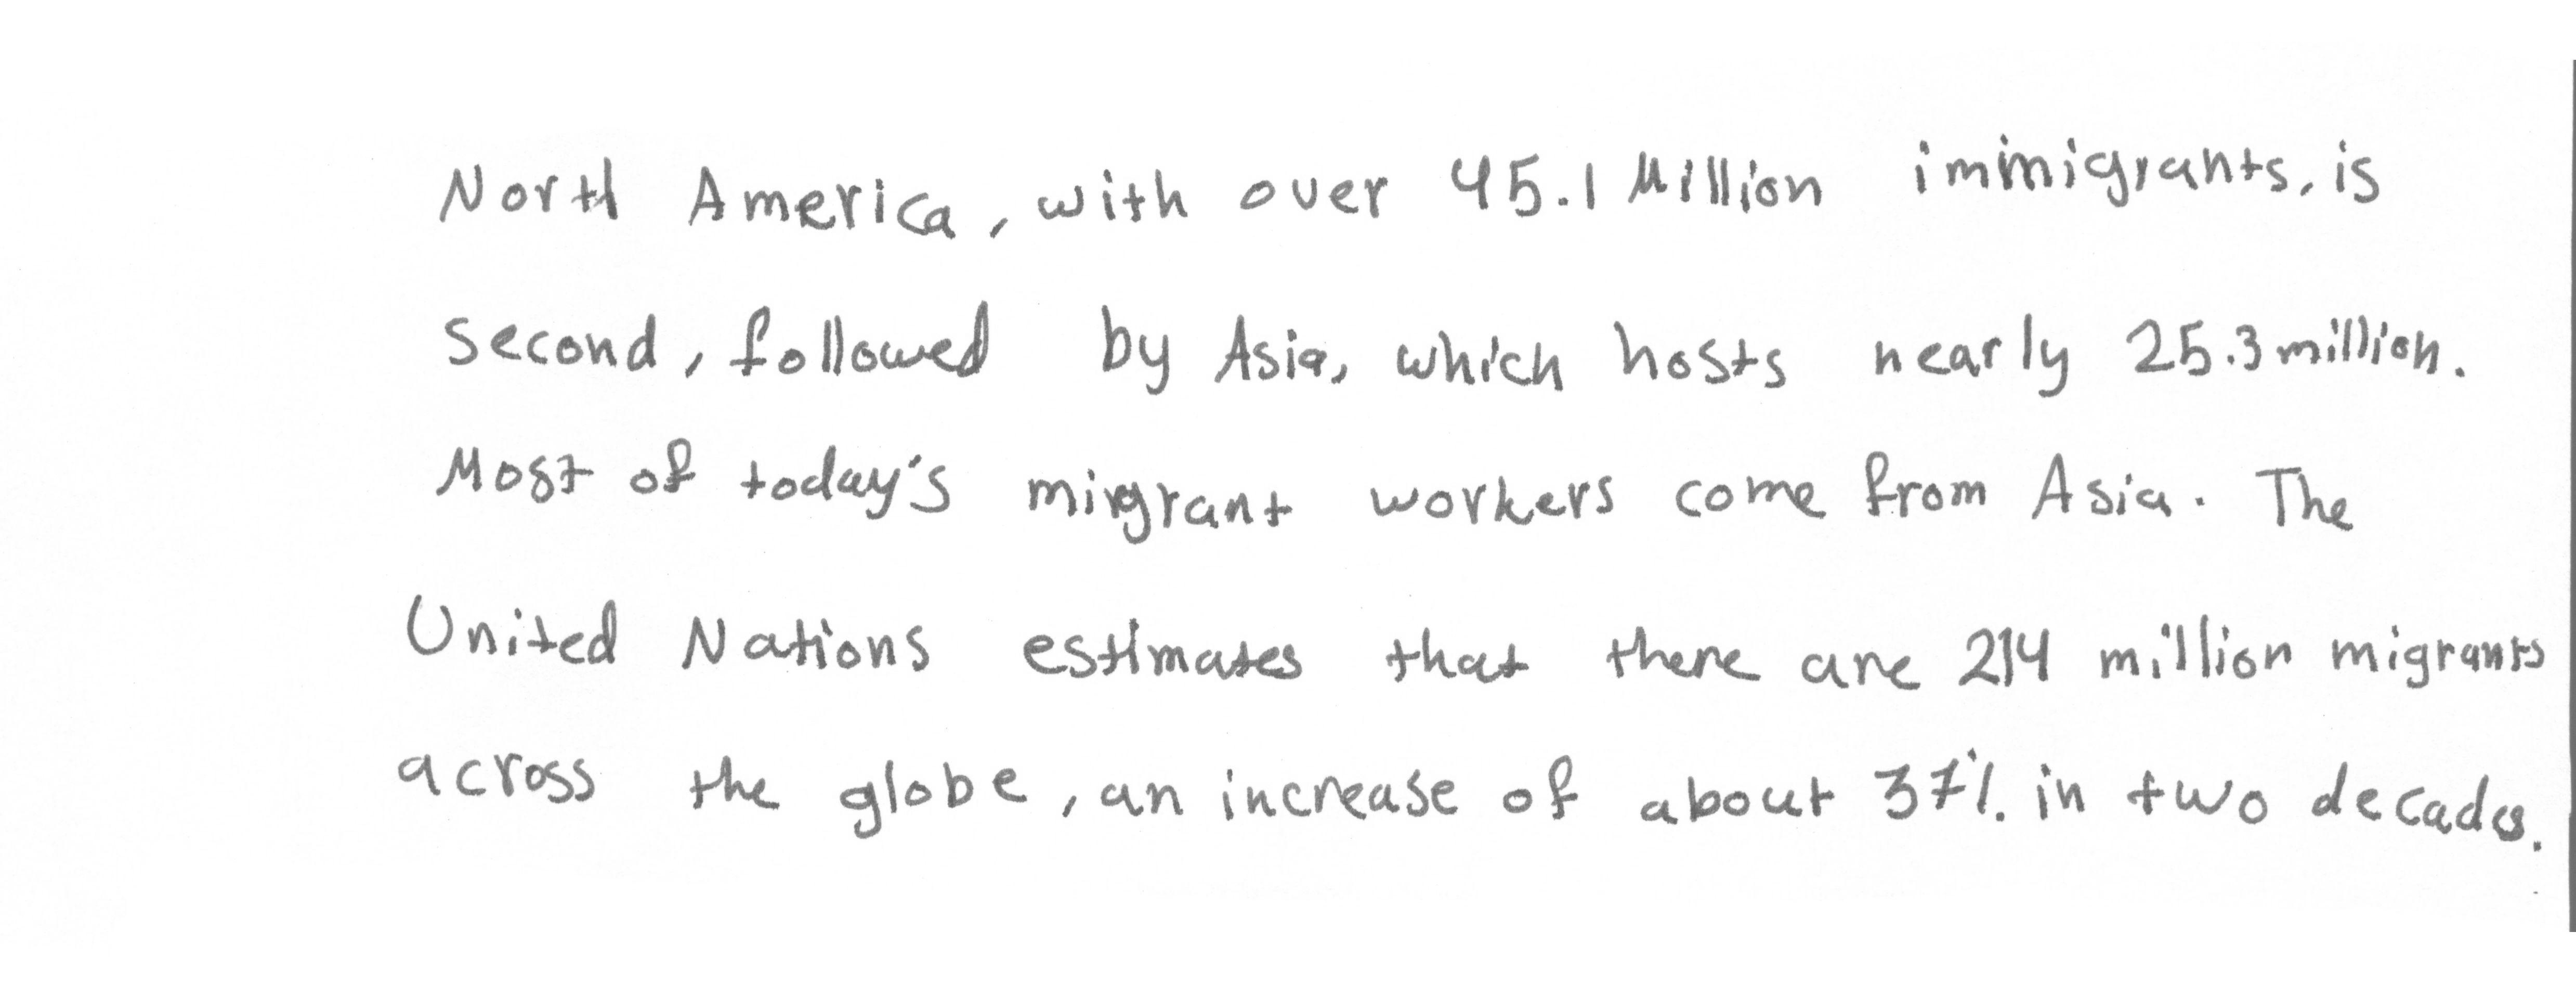 North America, with over 45.1 Million immigrants, is
second, followed by Asia, which hosts nearly 25.3 million.
Most of today's migrant workers come from Asia. The
United Nations estimates that there are 214 million migrants
across the globe, an increase of about 37%. in two decades.